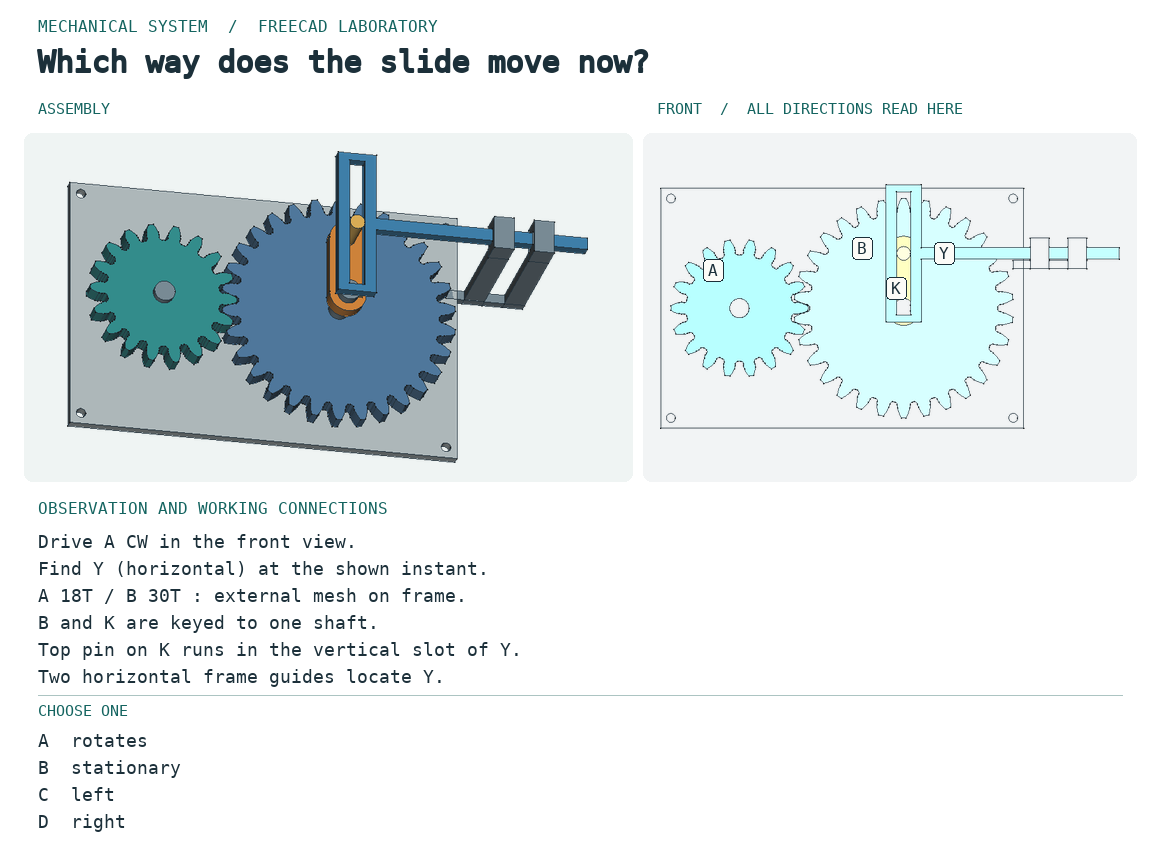 MECHANICAL SYSTEM / FREECAD LABORATORY
Which way does the slide move now?
ASSEMBLY
FRONT / ALL DIRECTIONS READ HERE
B
Y
A
K
OBSERVATION AND WORKING CONNECTIONS
Drive A CW in the front view.
Find Y (horizontal) at the shown instant.
A 18T / B 30T : external mesh on frame.
B and K are keyed to one shaft.
Top pin on K runs in the vertical slot of Y.
Two horizontal frame guides locate Y.
CHOOSE ONE
A rotates
B stationary
C left
D right